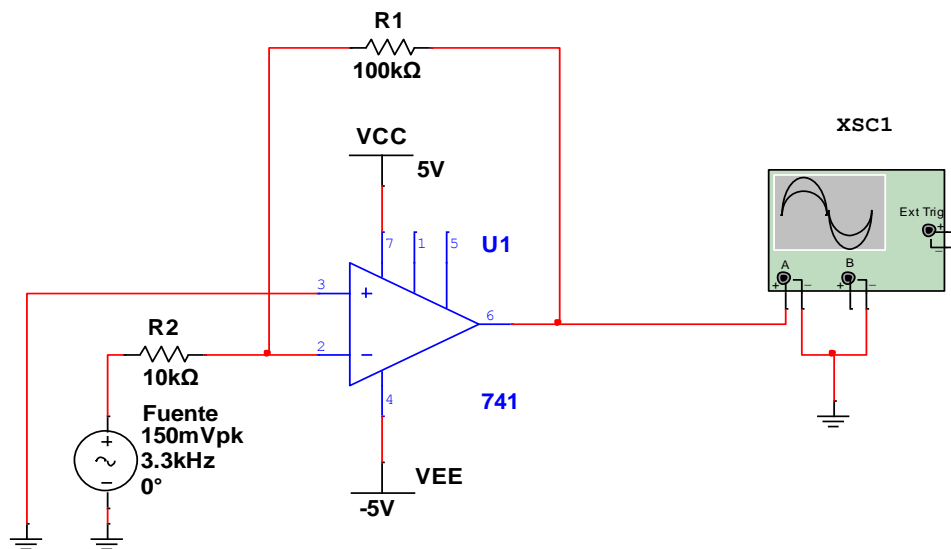 R1
100kΩ
XSC1
VCC
5V
Ext Trig
+
−
7
1
5
U1
A
B
+
−
+
−
3
+
6
R2
2
−
10kΩ
4
741
Fuente
150mVpk
3.3kHz
0°
+
−
VEE
-5V